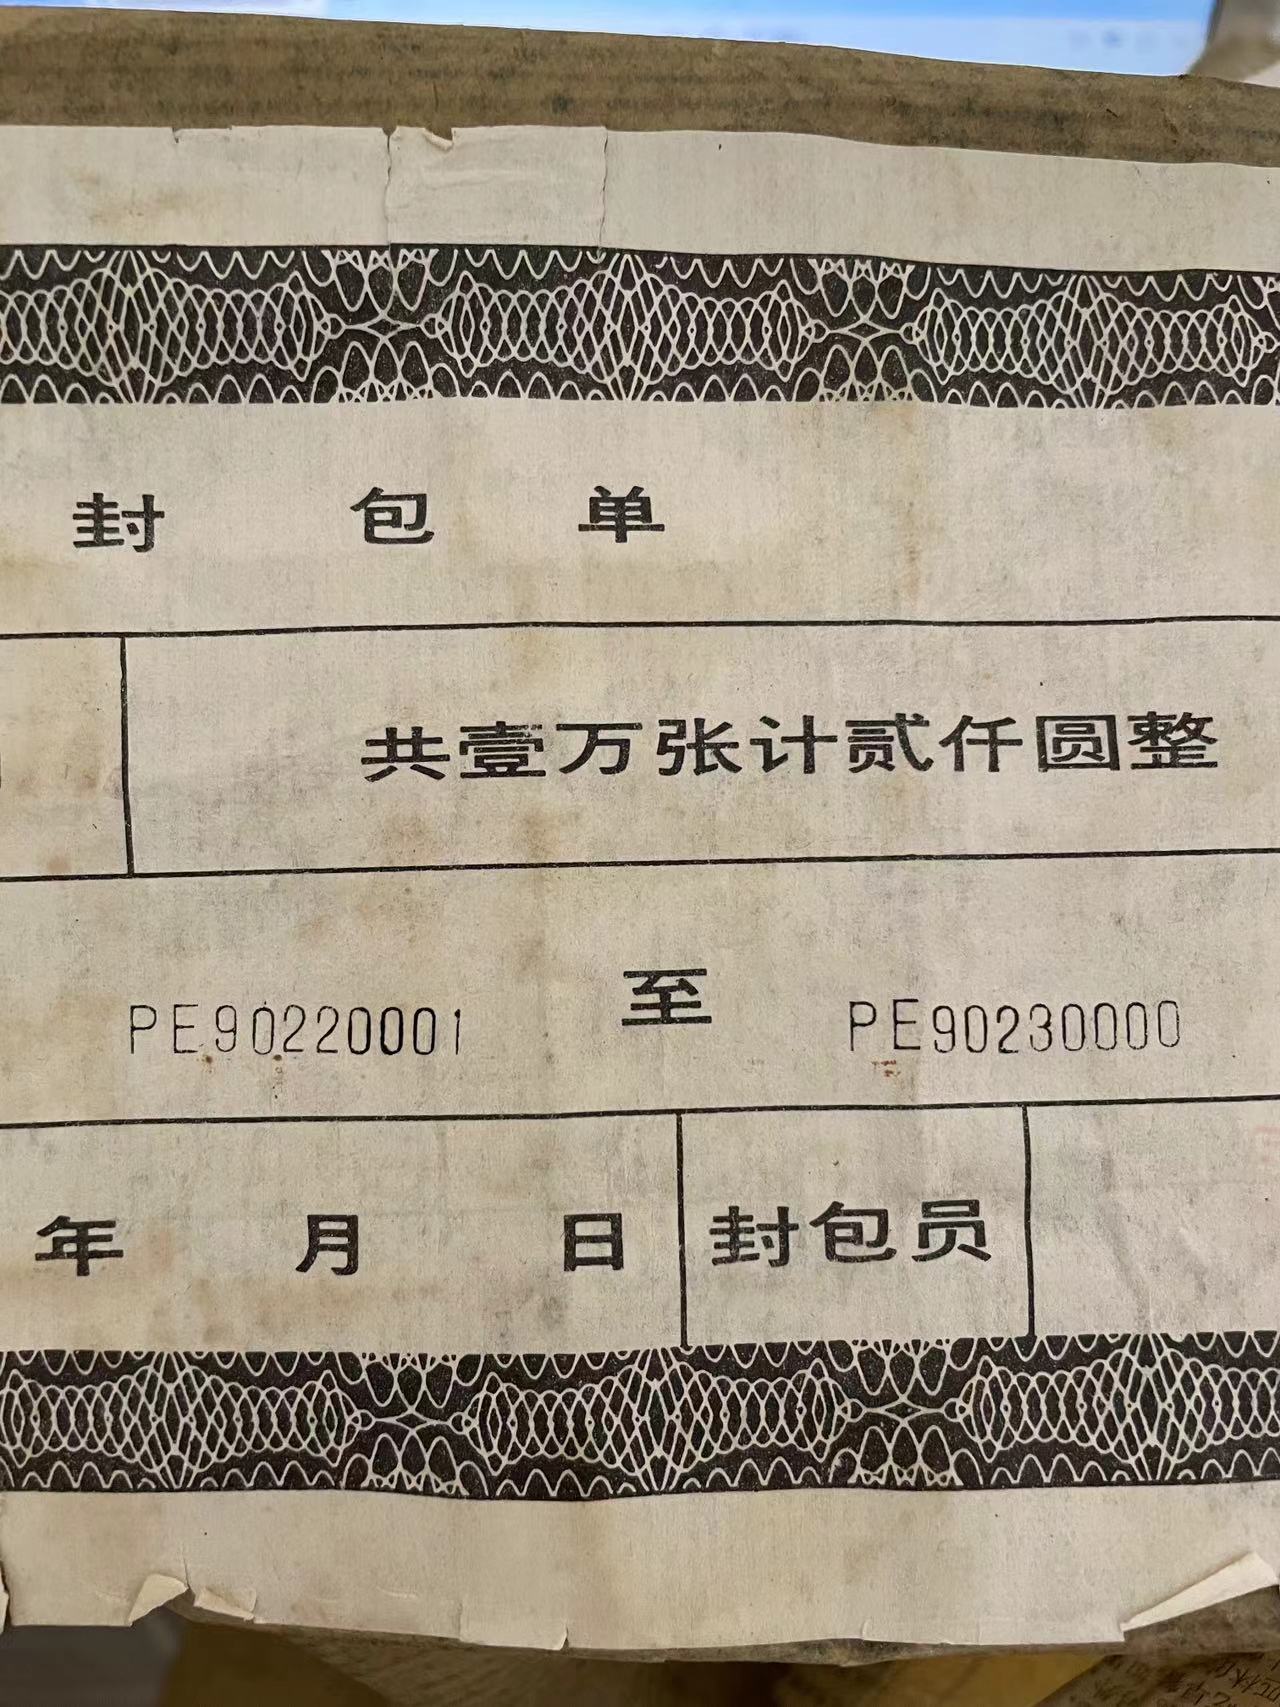 封 包 单
共壹万张计贰仟圆整
PE90220001 至 PE90230000
年 月 日 封包员